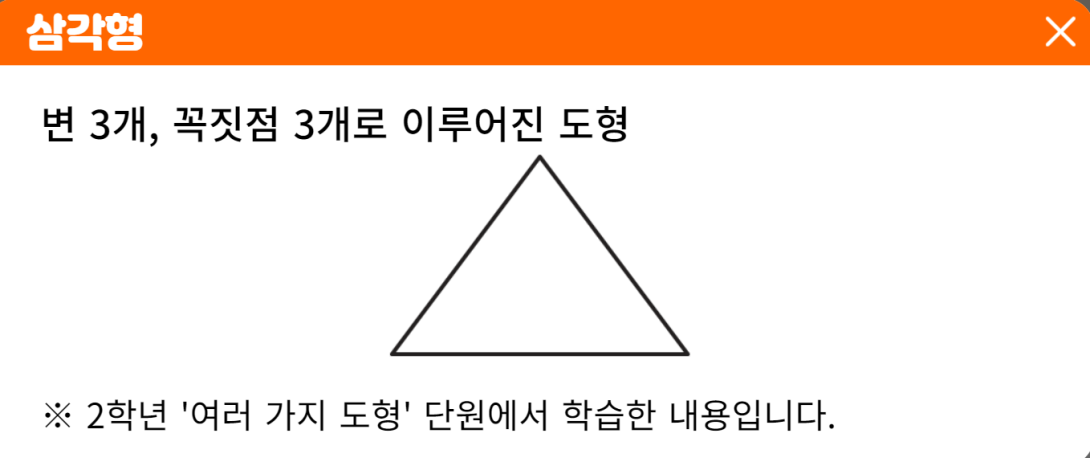 삼각형
변 3개, 꼭짓점 3개로 이루어진 도형
※ 2학년 '여러 가지 도형' 단원에서 학습한 내용입니다.